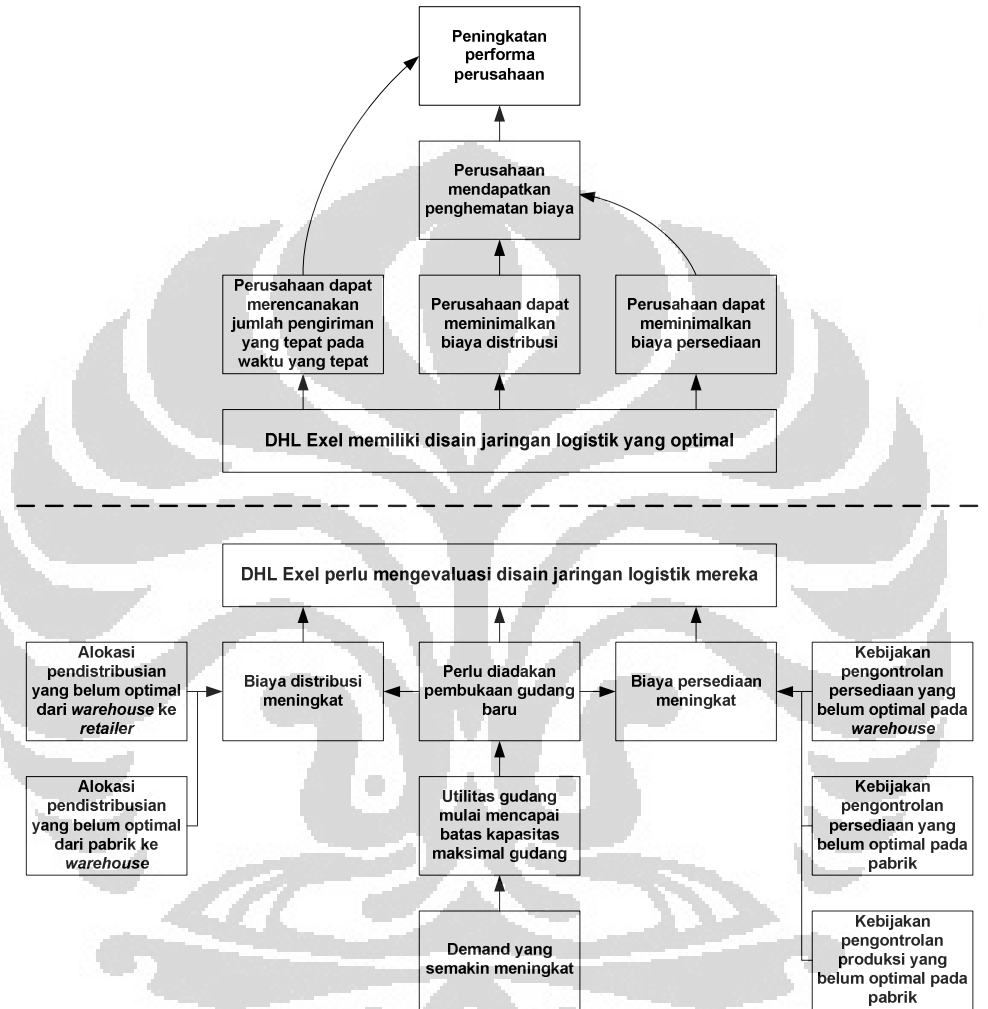 Peningkatan
performa
perusahaan
Perusahaan
mendapatkan
penghematan biaya
Perusahaan dapat
merencanakan
jumlah pengiriman
yang tepat pada
waktu yang tepat
Perusahaan dapat
meminimalkan
biaya distribusi
Perusahaan dapat
meminimalkan
biaya persediaan
DHL Exel memiliki disain jaringan logistik yang optimal
DHL Exel perlu mengevaluasi disain jaringan logistik mereka
Alokasi
pendistribusian
yang belum optimal
dari warehouse ke
retailer
Biaya distribusi
meningkat
Perlu diadakan
pembukaan gudang
baru
Biaya persediaan
meningkat
Kebijakan
pengontrolan
persediaan yang
belum optimal pada
warehouse
Alokasi
pendistribusian
yang belum optimal
dari pabrik ke
warehouse
Utilitas gudang
mulai mencapai
batas kapasitas
maksimal gudang
Kebijakan
pengontrolan
persediaan yang
belum optimal pada
pabrik
Demand yang
semakin meningkat
Kebijakan
pengontrolan
produksi yang
belum optimal pada
pabrik